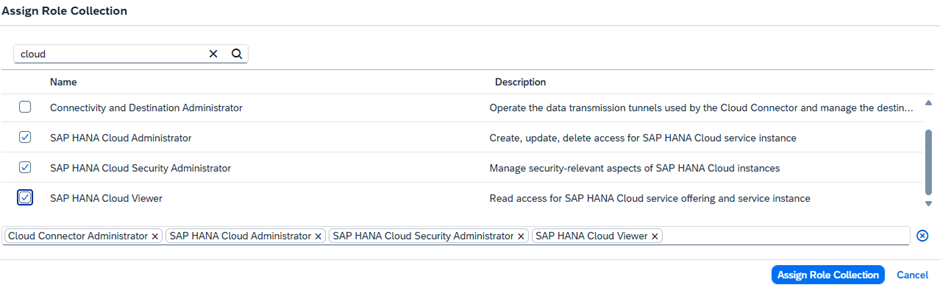 Assign Role Collection
cloud
Name Description
Connectivity and Destination Administrator Operate the data transmission tunnels used by the Cloud Connector and manage the destin...
SAP HANA Cloud Administrator Create, update, delete access for SAP HANA Cloud service instance
SAP HANA Cloud Security Administrator Manage security-relevant aspects of SAP HANA Cloud instances
SAP HANA Cloud Viewer Read access for SAP HANA Cloud service offering and service instance
Cloud Connector Administrator SAP HANA Cloud Administrator SAP HANA Cloud Security Administrator SAP HANA Cloud Viewer
Assign Role Collection Cancel